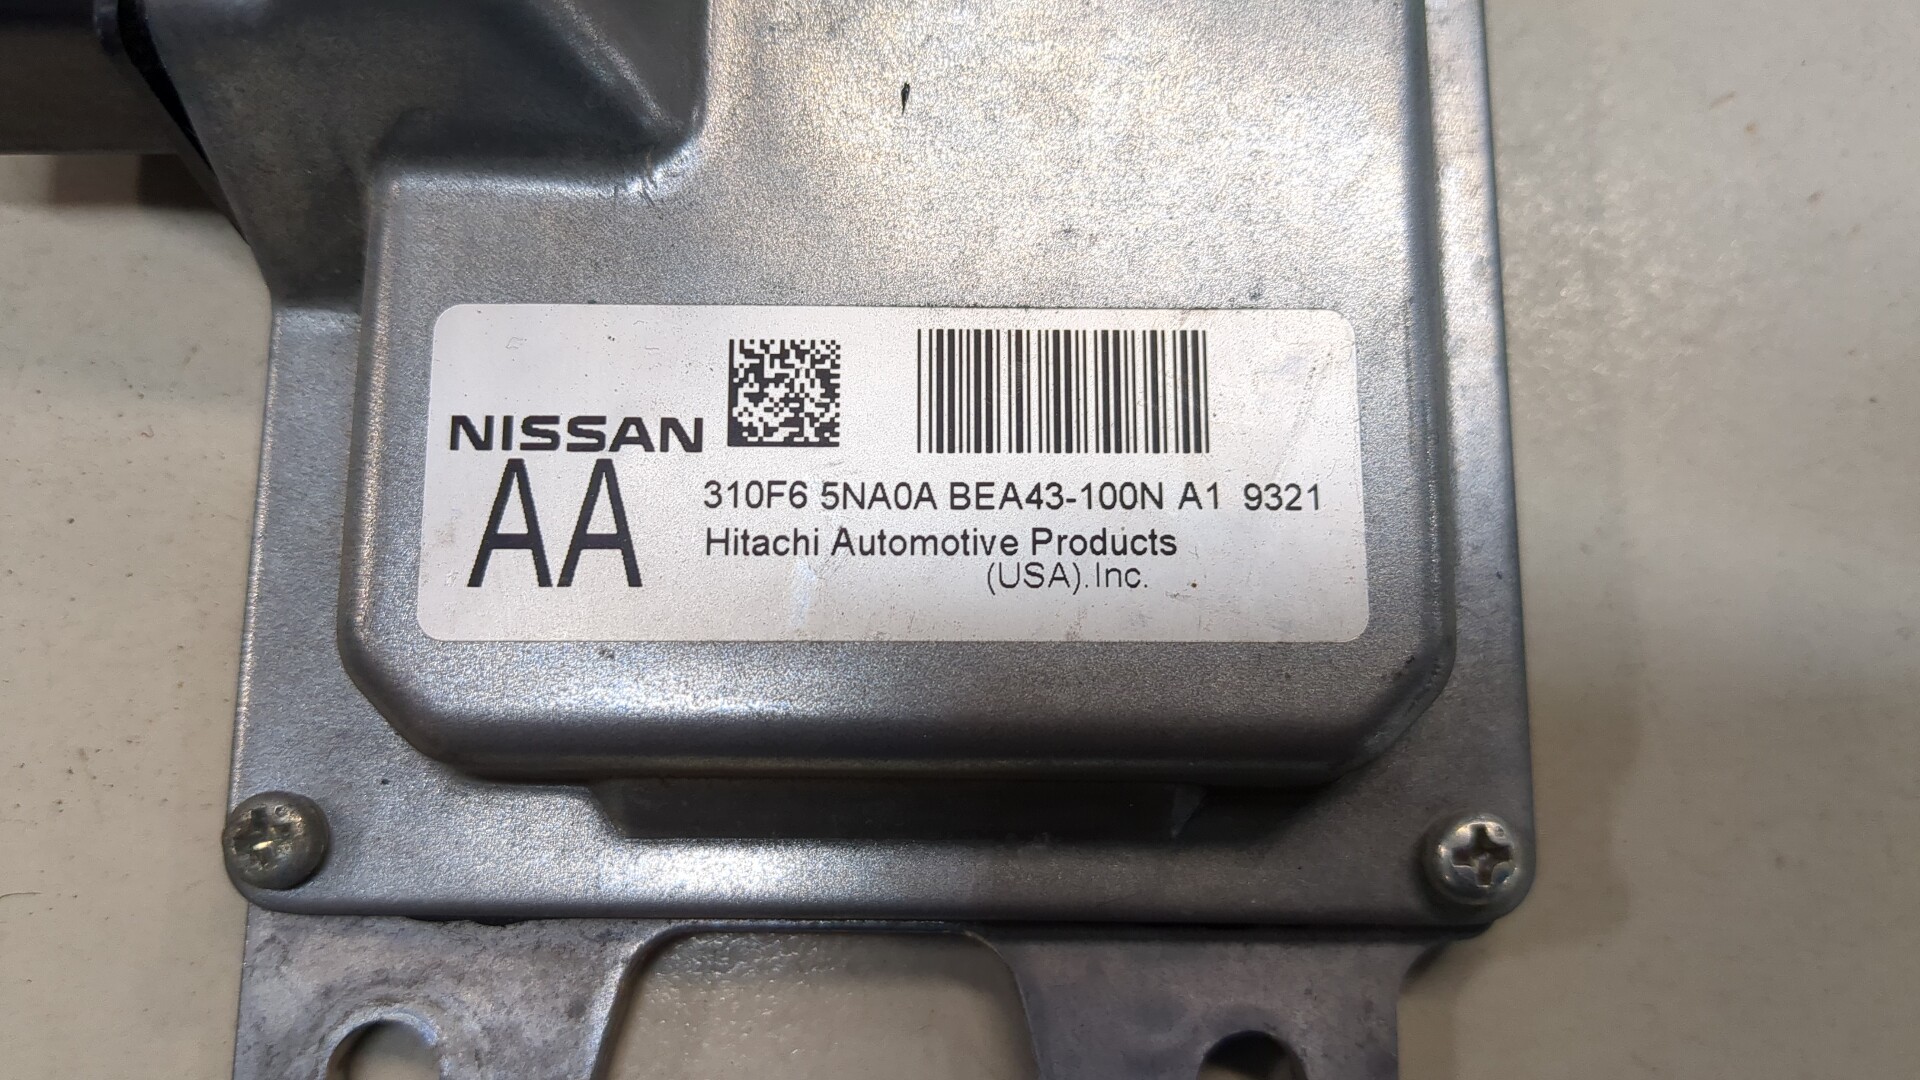 NISSAN
AA
310F6 5NA0A BEA43-100N A1 9321
Hitachi Automotive Products
(USA).Inc.